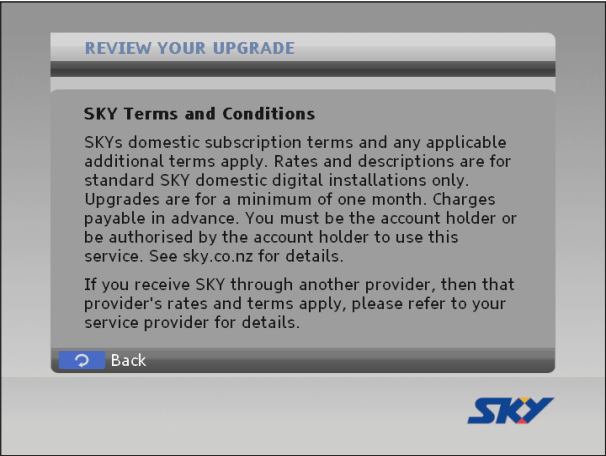 REVIEW YOUR UPGRADE
SKY Terms and Conditions
SKYs domestic subscription terms and any applicable
additional terms apply. Rates and descriptions are for
standard SKY domestic digital installations only.
Upgrades are for a minimum of one month. Charges
payable in advance. You must be the account holder or
be authorised by the account holder to use this
service. See sky.co.nz for details.
If you receive SKY through another provider, then that
provider's rates and terms apply, please refer to your
service provider for details.
Back
SKY